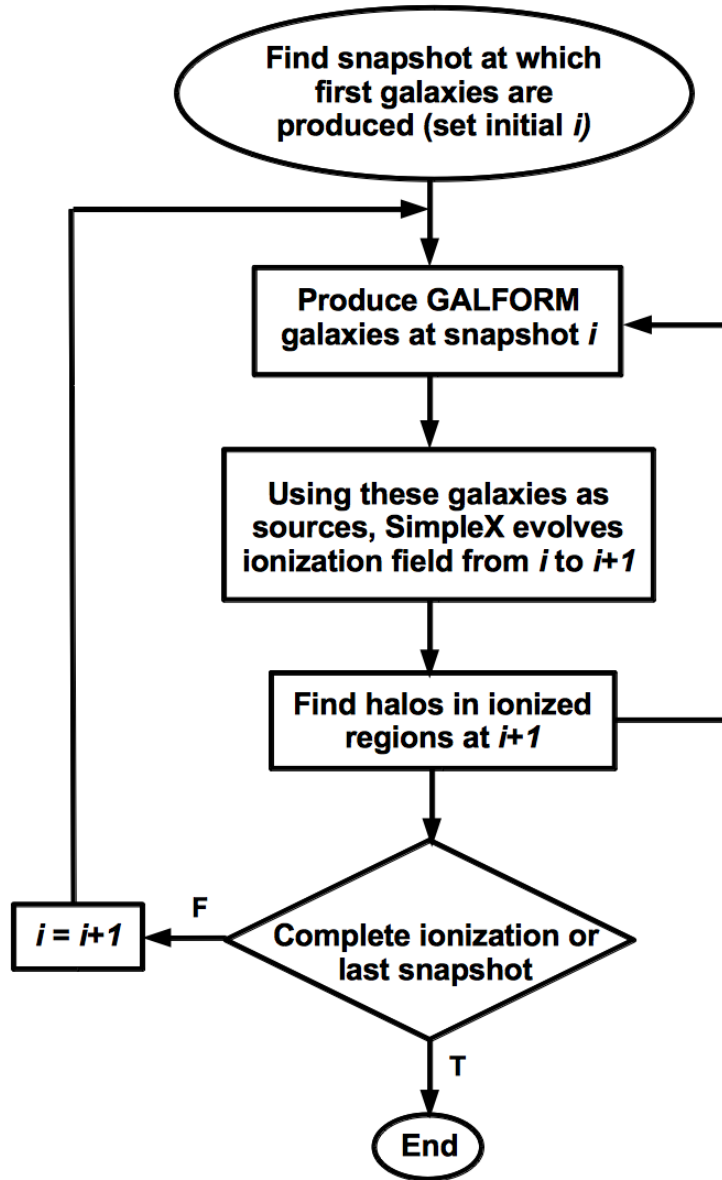 Find snapshot at which
first galaxies are
produced (set initial i)
Produce GALFORM
galaxies at snapshot i
Using these galaxies as
sources, SimpleX evolves
ionization field from i to i+1
Find halos in ionized
regions at i+1
Complete ionization or
last snapshot
F
i = i+1
T
End